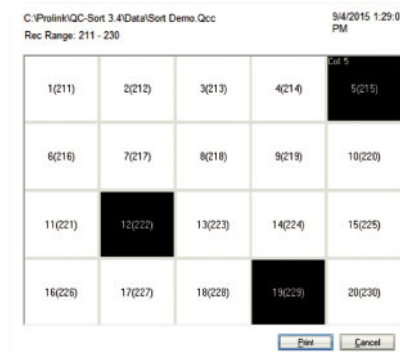 C:\Prolink\QC-Sort 3.4\Data\Sort Demo.Qcc
9/4/2015 1:29:0
PM
Rec Range: 211 - 230
Col: 5
1(211) 2(212) 3(213) 4(214) 5(215)
6(216) 7(217) 8(218) 9(219) 10(220)
11(221) 12(222) 13(223) 14(224) 15(225)
16(226) 17(227) 18(228) 19(229) 20(230)
Print Cancel